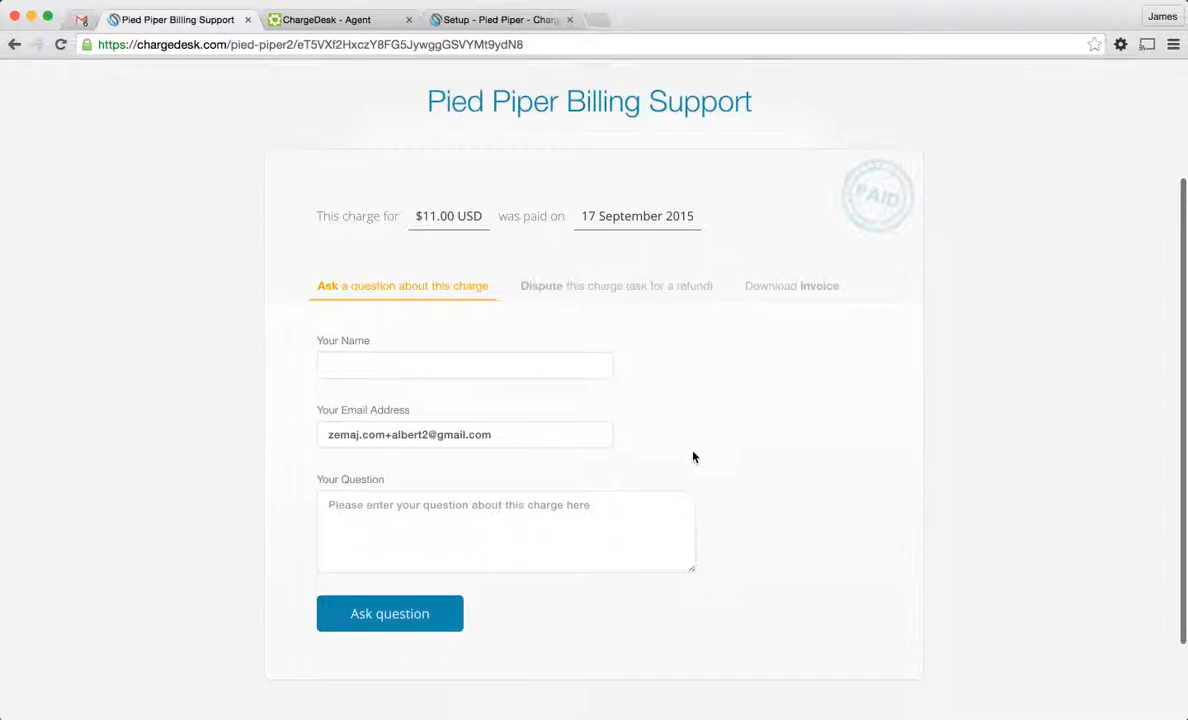 Pied Piper Billing Support
ChargeDesk - Agent
Setup - Pied Piper - Charg
James
https://chargedesk.com/pied-piper2/eT5VXf2HxczY8FG5JywggGSVYMt9ydN8
Pied Piper Billing Support
PAID
This charge for $11.00 USD was paid on 17 September 2015
Ask a question about this charge
Dispute this charge (ask for a refund)
Download Invoice
Your Name
Your Email Address
zemaj.com+albert2@gmail.com
Your Question
Please enter your question about this charge here
Ask question